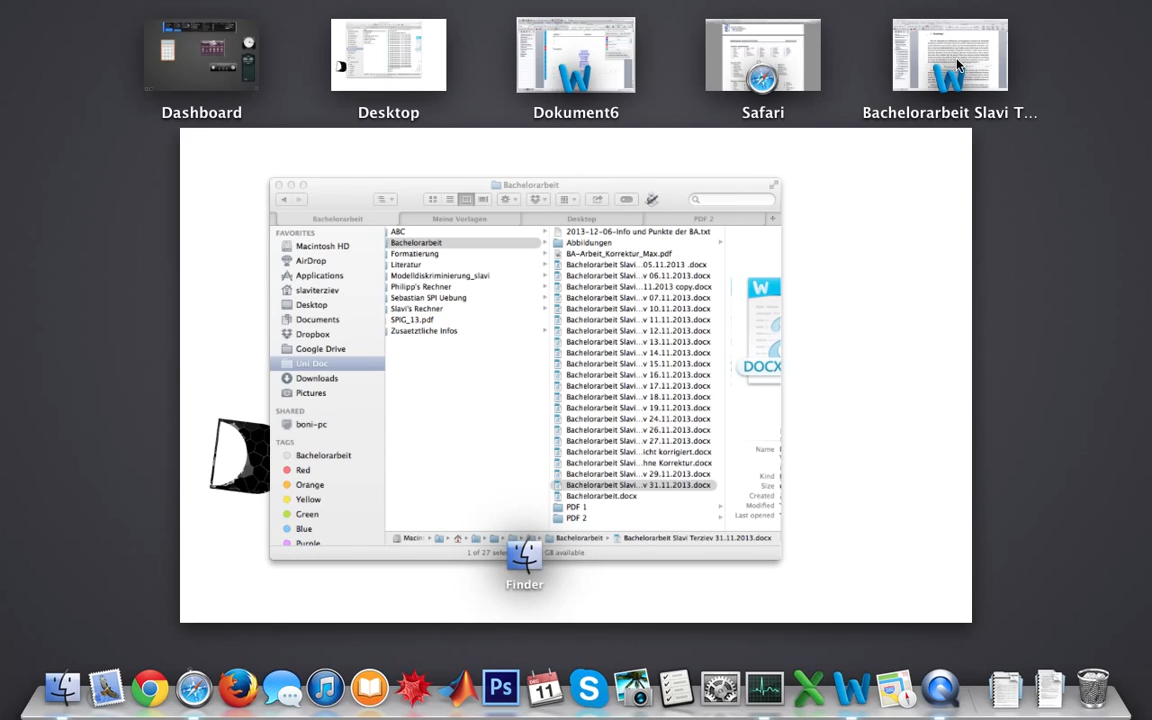 Dashboard
Desktop
Dokument6
Safari
Bachelorarbeit Slavi T...
Bachelorarbeit
Bachelorarbeit
Meine Vorlagen
Desktop
PDF 2
FAVORITES
Macintosh HD
AirDrop
Applications
slaviterziev
Desktop
Documents
Dropbox
Google Drive
Uni Doc
Downloads
Pictures
SHARED
boni-pc
TAGS
Bachelorarbeit
Red
Orange
Yellow
Green
Blue
Purple
ABC
Bachelorarbeit
Formatierung
Literatur
Modelldiskriminierung_slavi
Philipp's Rechner
Sebastian SPI Uebung
Slavi's Rechner
SPIG_13.pdf
Zusaetztliche Infos
2013-12-06-Info und Punkte der BA.txt
Abbildungen
BA-Arbeit_Korrektur_Max.pdf
Bachelorarbeit Slavi...05.11.2013 .docx
Bachelorarbeit Slavi...v 06.11.2013.docx
Bachelorarbeit Slavi...11.2013 copy.docx
Bachelorarbeit Slavi...v 07.11.2013.docx
Bachelorarbeit Slavi...v 10.11.2013.docx
Bachelorarbeit Slavi...v 11.11.2013.docx
Bachelorarbeit Slavi...v 12.11.2013.docx
Bachelorarbeit Slavi...v 13.11.2013.docx
Bachelorarbeit Slavi...v 14.11.2013.docx
Bachelorarbeit Slavi...v 15.11.2013.docx
Bachelorarbeit Slavi...v 16.11.2013.docx
Bachelorarbeit Slavi...v 17.11.2013.docx
Bachelorarbeit Slavi...v 18.11.2013.docx
Bachelorarbeit Slavi...v 19.11.2013.docx
Bachelorarbeit Slavi...v 24.11.2013.docx
Bachelorarbeit Slavi...v 26.11.2013.docx
Bachelorarbeit Slavi...v 27.11.2013.docx
Bachelorarbeit Slavi...icht korrigiert.docx
Bachelorarbeit Slavi...hne Korrektur.docx
Bachelorarbeit Slavi...v 29.11.2013.docx
Bachelorarbeit Slavi...v 31.11.2013.docx
Bachelorarbeit.docx
PDF 1
PDF 2
DOCX
Name
Kind
Size
Created
Modified
Last opened
Bachelorarbeit
Bachelorarbeit Slavi Terziev 31.11.2013.docx
1 of 27
GB available
Finder
Ps
DEC
11